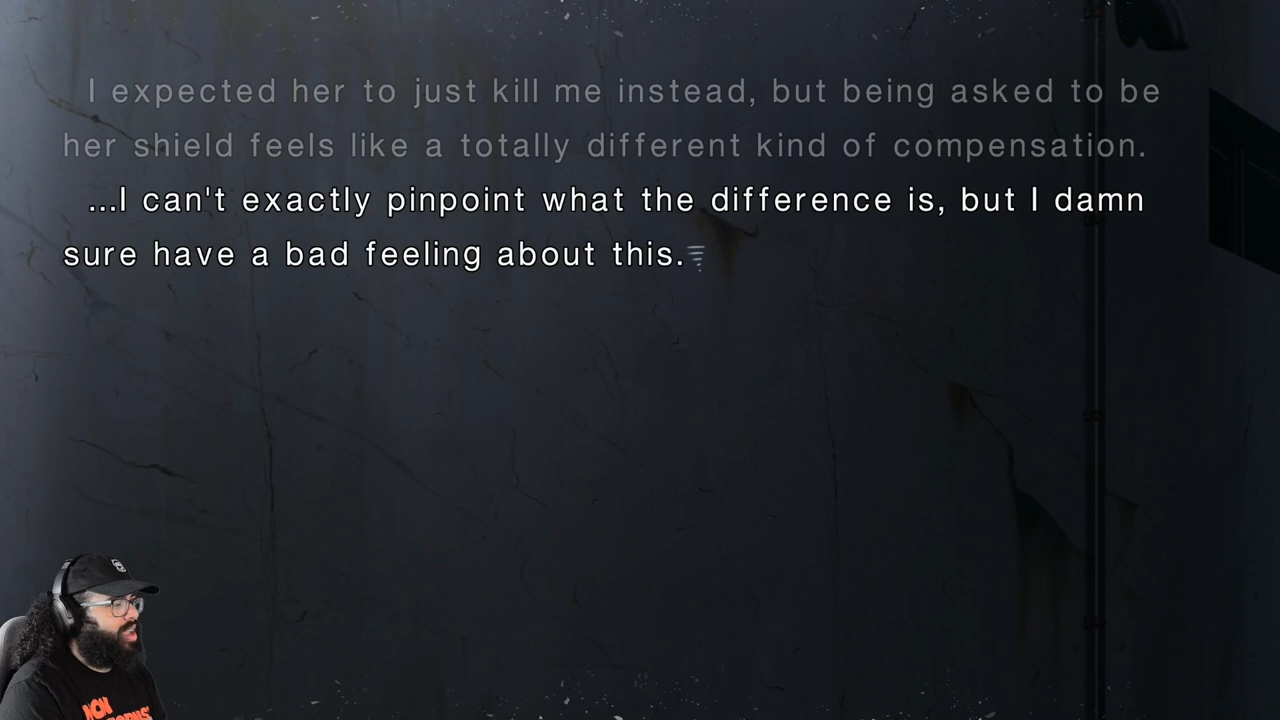 I expected her to just kill me instead, but being asked to be
her shield feels like a totally different kind of compensation.
...I can't exactly pinpoint what the difference is, but I damn
sure have a bad feeling about this.